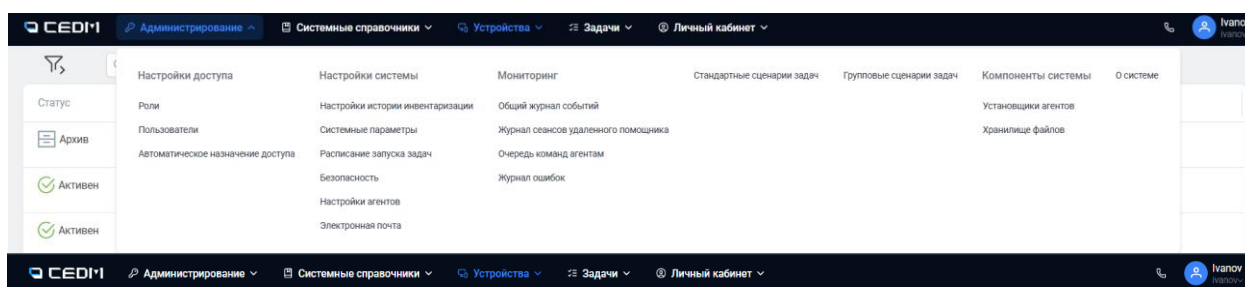 CEDM Администрирование Системные справочники Устройства Задачи Личный кабинет Ivano
Ivanov
Настройки доступа Настройки системы Мониторинг Стандартные сценарии задач Групповые сценарии задач Компоненты системы О системе
Статус Роли Настройки истории инвентаризации Общий журнал событий Установщики агентов
Архив Пользователи Системные параметры Журнал сеансов удаленного помощника Хранилище файлов
Автоматическое назначение доступа Расписание запуска задач Очередь команд агентам
Активен Безопасность Журнал ошибок
Настройки агентов
Активен Электронная почта
CEDM Администрирование Системные справочники Устройства Задачи Личный кабинет Ivanov
Ivanov